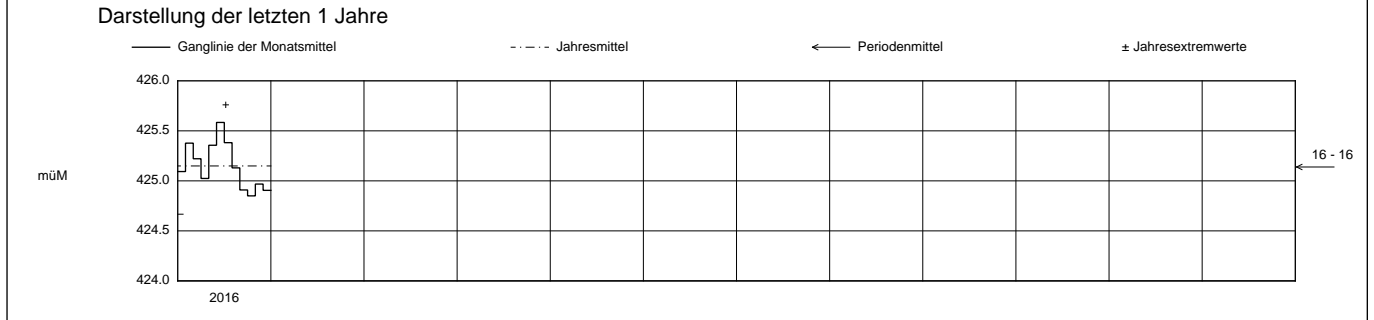 Darstellung der letzten 1 Jahre
Ganglinie der Monatsmittel Jahresmittel Periodenmittel ± Jahresextremwerte
426.0
425.5
16 - 16
müM
425.0
424.5
424.0
2016